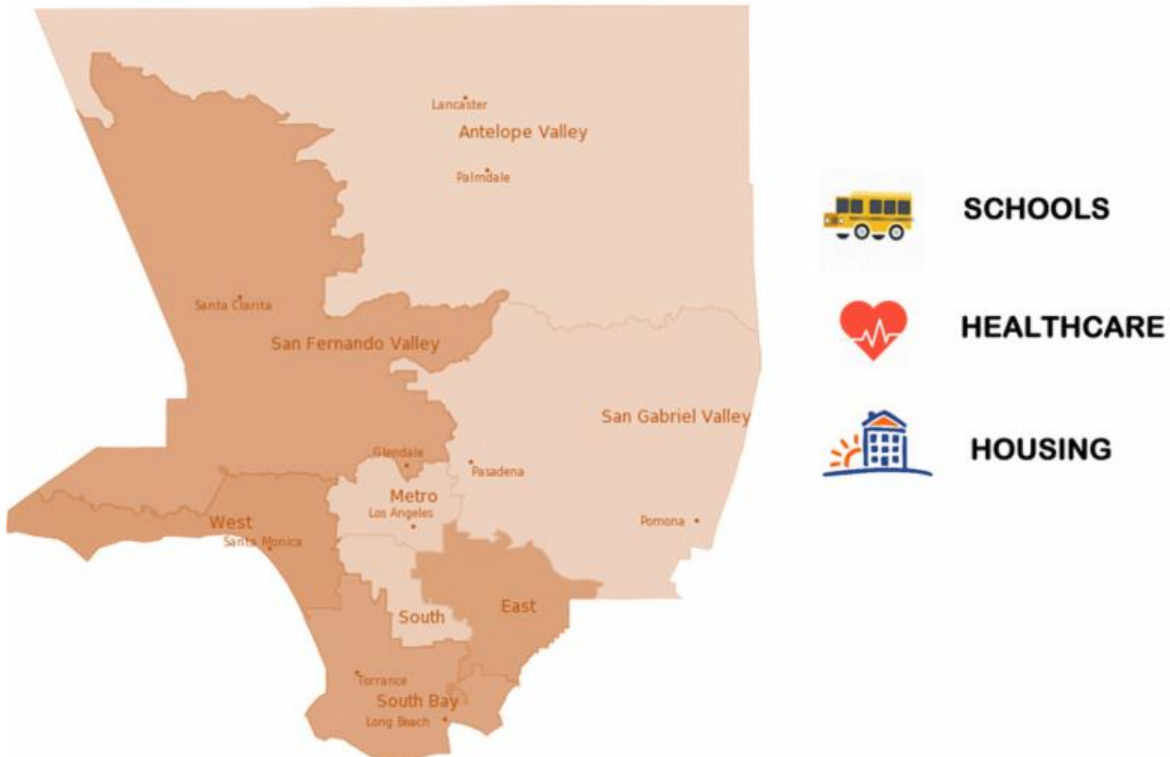 Lancaster
Antelope Valley
Palmdale
Santa Clarita
San Fernando Valley
San Gabriel Valley
Glendale
Pasadena
Metro
Los Angeles
Pomona
West
Santa Monica
East
South
Torrance
South Bay
Long Beach
SCHOOLS
HEALTHCARE
HOUSING